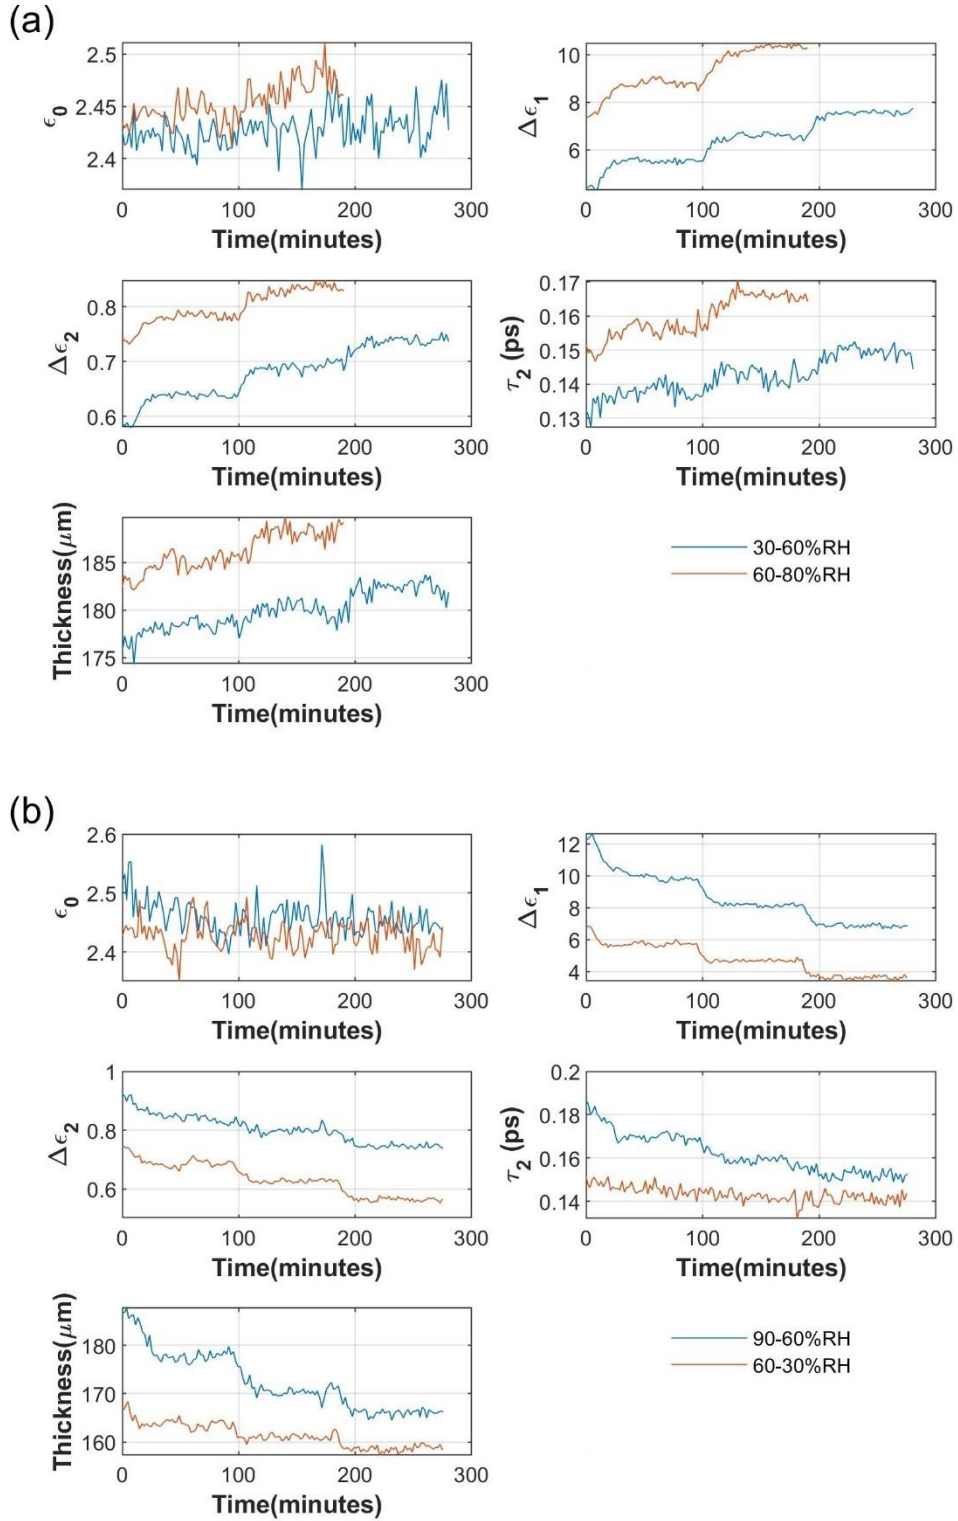 (a)
ϵ0
2.5
2.45
2.4
0 100 200 300
Time(minutes)
Δϵ1
10
8
6
0 100 200 300
Time(minutes)
Δϵ2
0.8
0.7
0.6
0 100 200 300
Time(minutes)
τ2 (ps)
0.17
0.16
0.15
0.14
0.13
0 100 200 300
Time(minutes)
Thickness(μm)
185
180
175
0 100 200 300
Time(minutes)
30-60%RH
60-80%RH
(b)
ϵ0
2.6
2.5
2.4
0 100 200 300
Time(minutes)
Δϵ1
12
10
8
6
4
0 100 200 300
Time(minutes)
Δϵ2
1
0.8
0.6
0 100 200 300
Time(minutes)
τ2 (ps)
0.2
0.18
0.16
0.14
0 100 200 300
Time(minutes)
Thickness(μm)
180
170
160
0 100 200 300
Time(minutes)
90-60%RH
60-30%RH